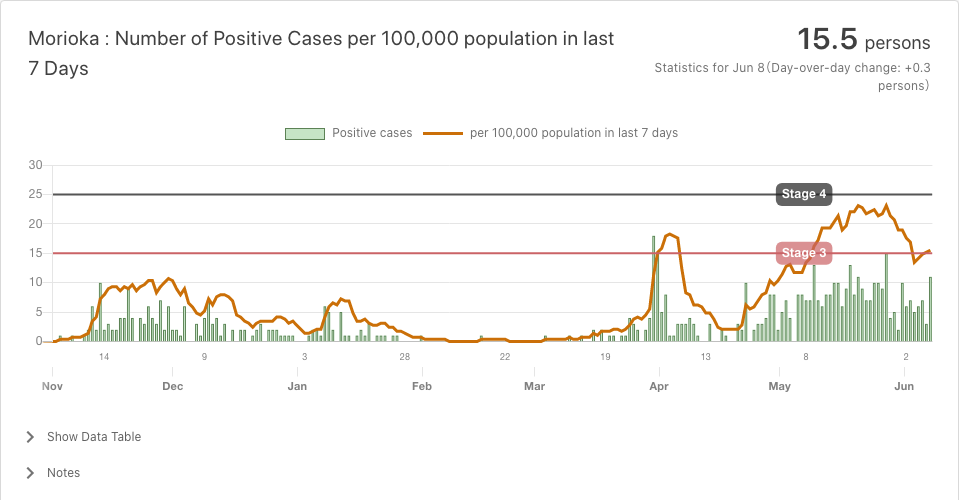 Morioka : Number of Positive Cases per 100,000 population in last
7 Days
15.5 persons
Statistics for Jun 8(Day-over-day change: +0.3
persons)
Positive cases
per 100,000 population in last 7 days
30
25
20
15
10
5
0
Stage 4
Stage 3
14 9 3 28 22 19 13 8 2
Nov Dec Jan Feb Mar Apr May Jun
Show Data Table
Notes